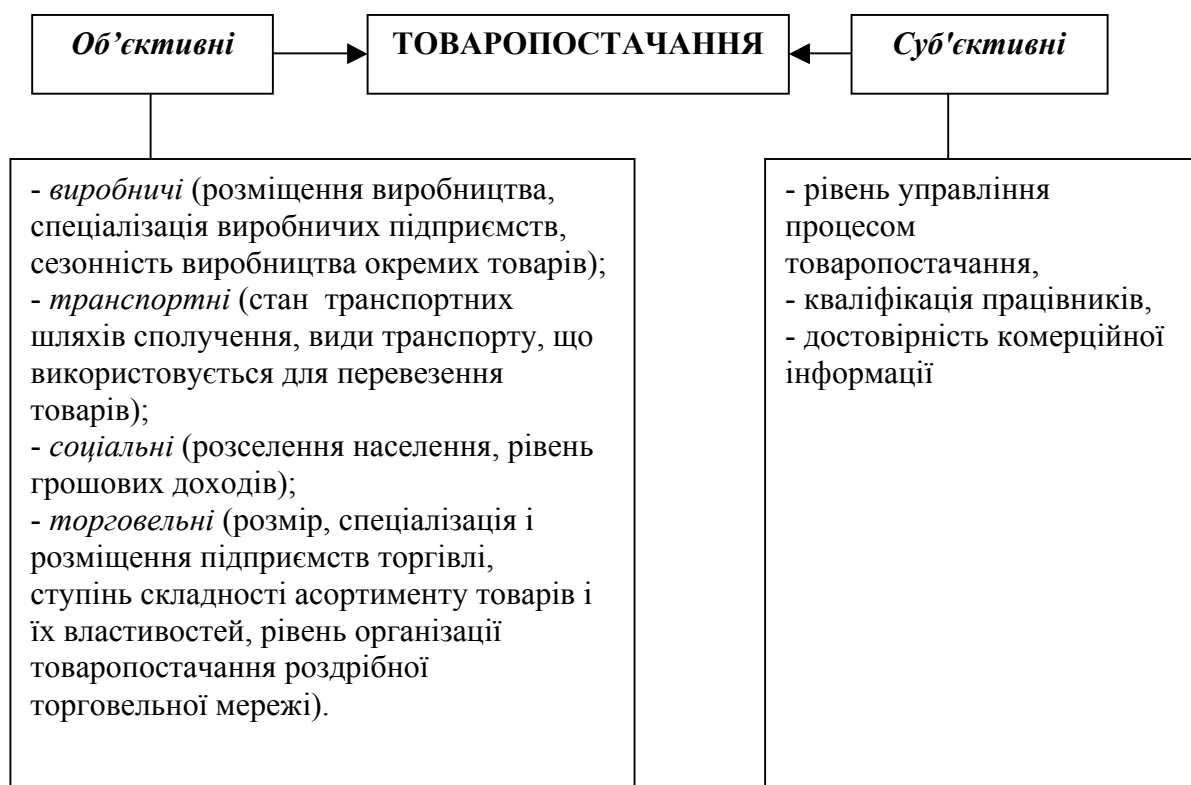 Об’єктивні
ТОВАРОПОСТАЧАННЯ
Суб'єктивні
- виробничі (розміщення виробництва,
спеціалізація виробничих підприємств,
сезонність виробництва окремих товарів);
- транспортні (стан транспортних
шляхів сполучення, види транспорту, що
використовується для перевезення
товарів);
- соціальні (розселення населення, рівень
грошових доходів);
- торговельні (розмір, спеціалізація і
розміщення підприємств торгівлі,
ступінь складності асортименту товарів і
їх властивостей, рівень організації
товаропостачання роздрібної
торговельної мережі).
- рівень управління
процесом
товаропостачання,
- кваліфікація працівників,
- достовірність комерційної
інформації